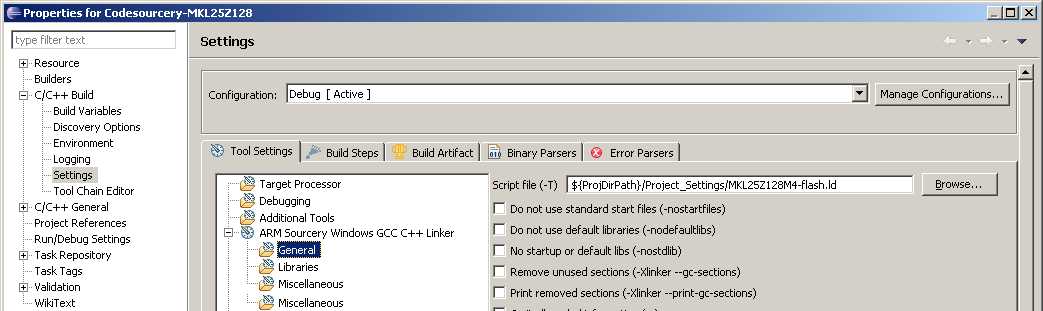 Properties for Codesourcery-MKL25Z128
type filter text
Resource
Builders
C/C++ Build
Build Variables
Discovery Options
Environment
Logging
Settings
Tool Chain Editor
C/C++ General
Project References
Run/Debug Settings
Task Repository
Task Tags
Validation
WikiText
Settings
Configuration: Debug [ Active ] Manage Configurations...
Tool Settings Build Steps Build Artifact Binary Parsers Error Parsers
Target Processor
Debugging
Additional Tools
ARM Sourcery Windows GCC C++ Linker
General
Libraries
Miscellaneous
Miscellaneous
Script file (-T) ${ProjDirPath}/Project_Settings/MKL25Z128M4-flash.ld Browse...
Do not use standard start files (-nostartfiles)
Do not use default libraries (-nodefaultlibs)
No startup or default libs (-nostdlib)
Remove unused sections (-Xlinker --gc-sections)
Print removed sections (-Xlinker --print-gc-sections)